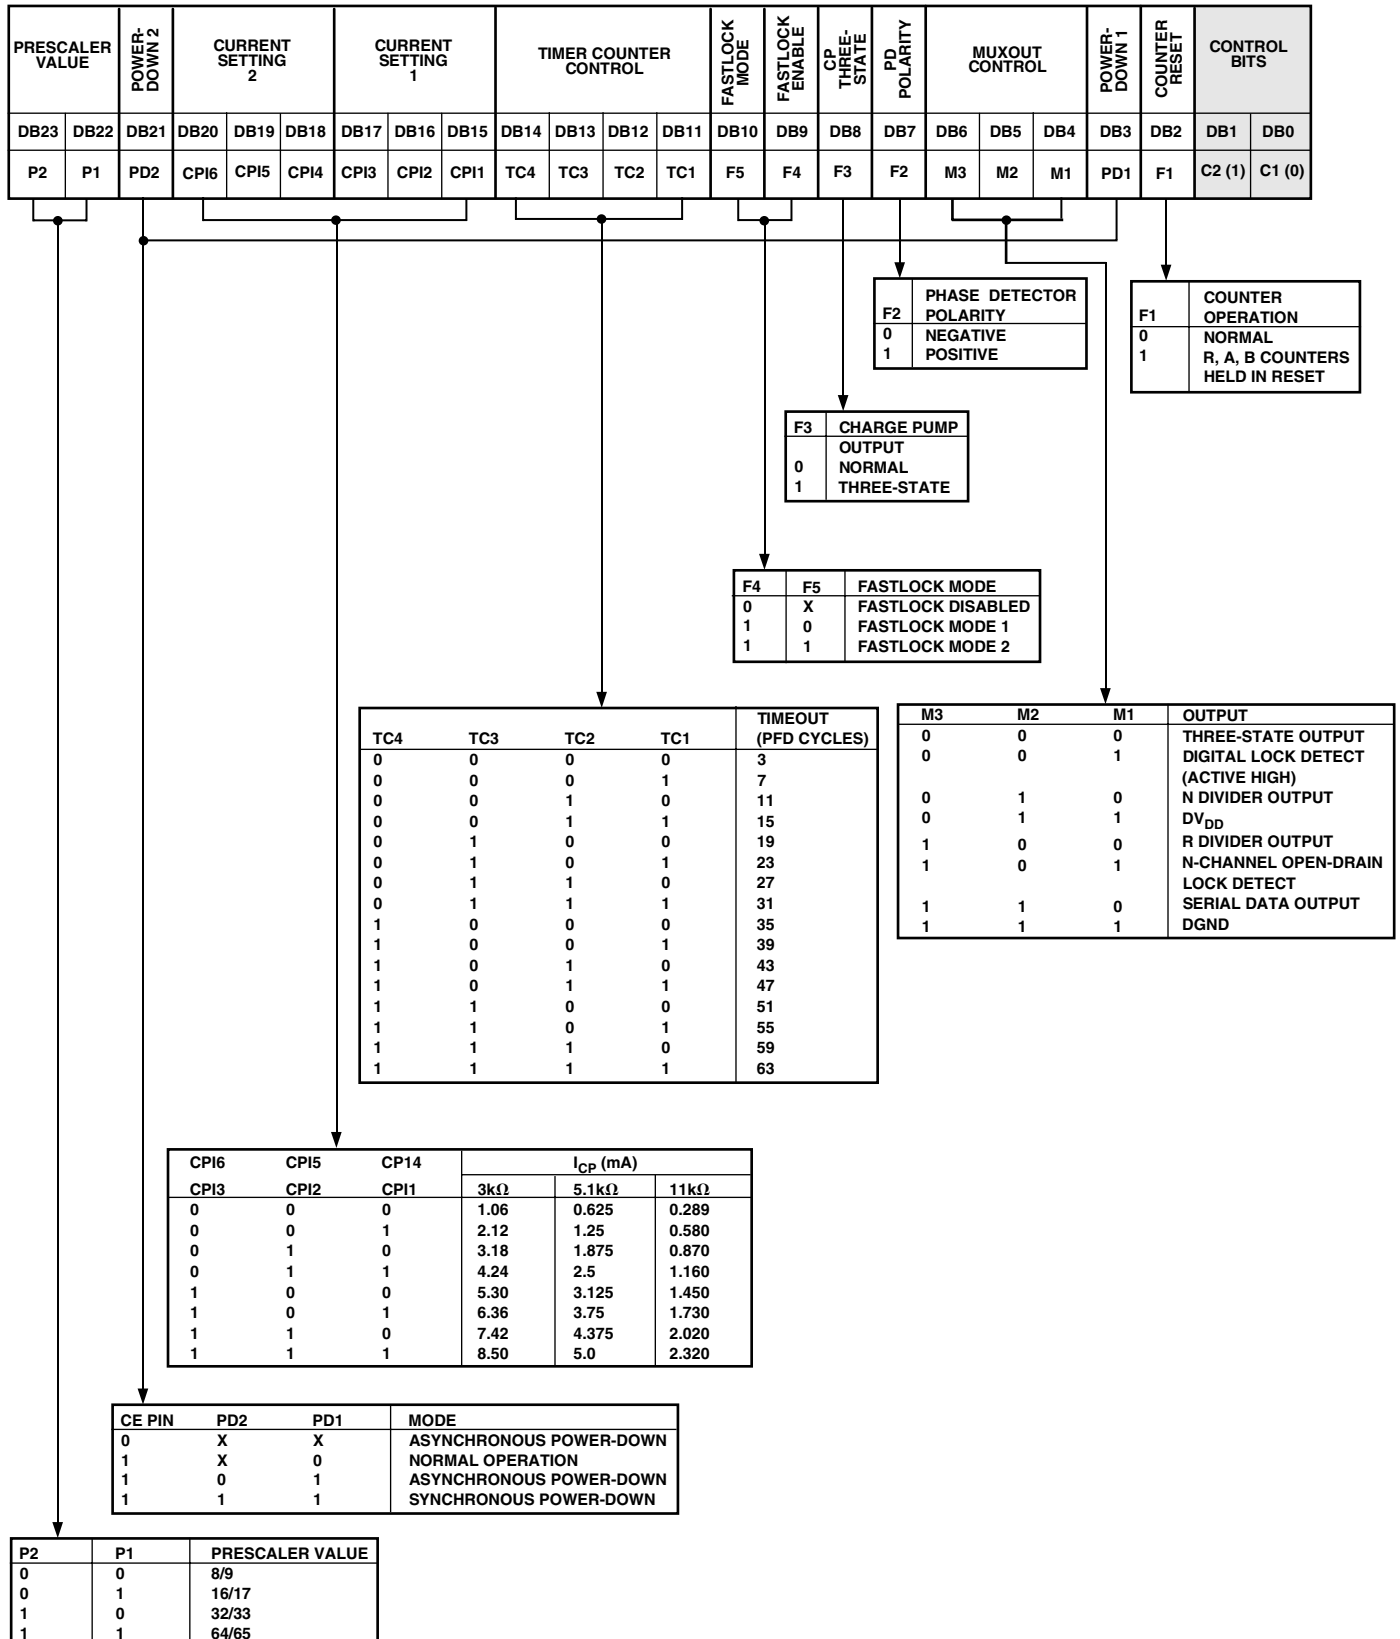 PRESCALER VALUE
POWER-DOWN 2
CURRENT SETTING 2
CURRENT SETTING 1
TIMER COUNTER CONTROL
FASTLOCK MODE
FASTLOCK ENABLE
CP THREE-STATE
PD POLARITY
MUXOUT CONTROL
POWER-DOWN 1
COUNTER RESET
CONTROL BITS
DB23 DB22 DB21 DB20 DB19 DB18 DB17 DB16 DB15 DB14 DB13 DB12 DB11 DB10 DB9 DB8 DB7 DB6 DB5 DB4 DB3 DB2 DB1 DB0
P2 P1 PD2 CPI6 CPI5 CPI4 CPI3 CPI2 CPI1 TC4 TC3 TC2 TC1 F5 F4 F3 F2 M3 M2 M1 PD1 F1 C2 (1) C1 (0)
PHASE DETECTOR
F2 POLARITY
0 NEGATIVE
1 POSITIVE
COUNTER
F1 OPERATION
0 NORMAL
1 R, A, B COUNTERS
HELD IN RESET
F3 CHARGE PUMP
OUTPUT
0 NORMAL
1 THREE-STATE
F4 F5 FASTLOCK MODE
0 X FASTLOCK DISABLED
1 0 FASTLOCK MODE 1
1 1 FASTLOCK MODE 2
TIMEOUT
TC4 TC3 TC2 TC1 (PFD CYCLES)
0 0 0 0 3
0 0 0 1 7
0 0 1 0 11
0 0 1 1 15
0 1 0 0 19
0 1 0 1 23
0 1 1 0 27
0 1 1 1 31
1 0 0 0 35
1 0 0 1 39
1 0 1 0 43
1 0 1 1 47
1 1 0 0 51
1 1 0 1 55
1 1 1 0 59
1 1 1 1 63
M3 M2 M1 OUTPUT
0 0 0 THREE-STATE OUTPUT
0 0 1 DIGITAL LOCK DETECT
(ACTIVE HIGH)
0 1 0 N DIVIDER OUTPUT
0 1 1 DVDD
1 0 0 R DIVIDER OUTPUT
1 0 1 N-CHANNEL OPEN-DRAIN
LOCK DETECT
1 1 0 SERIAL DATA OUTPUT
1 1 1 DGND
CPI6 CPI5 CP14 ICP (mA)
CPI3 CPI2 CPI1 3kΩ 5.1kΩ 11kΩ
0 0 0 1.06 0.625 0.289
0 0 1 2.12 1.25 0.580
0 1 0 3.18 1.875 0.870
0 1 1 4.24 2.5 1.160
1 0 0 5.30 3.125 1.450
1 0 1 6.36 3.75 1.730
1 1 0 7.42 4.375 2.020
1 1 1 8.50 5.0 2.320
CE PIN PD2 PD1 MODE
0 X X ASYNCHRONOUS POWER-DOWN
1 X 0 NORMAL OPERATION
1 0 1 ASYNCHRONOUS POWER-DOWN
1 1 1 SYNCHRONOUS POWER-DOWN
P2 P1 PRESCALER VALUE
0 0 8/9
0 1 16/17
1 0 32/33
1 1 64/65